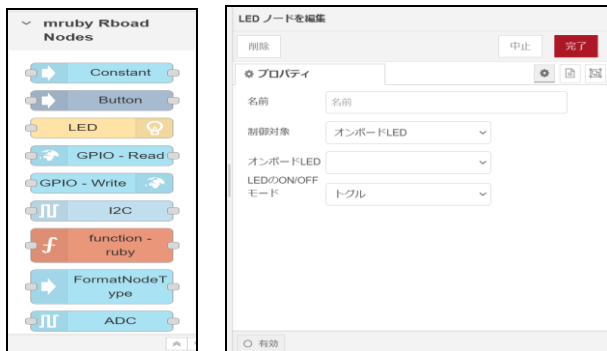 mruby Rboad
Nodes
Constant
Button
LED
GPIO - Read
GPIO - Write
I2C
function -
ruby
FormatNodeT
ype
ADC
LED ノードを編集
削除
中止
完了
プロパティ
名前
名前
制御対象
オンボードLED
オンボードLED
LEDのON/OFF
モード
トグル
有効